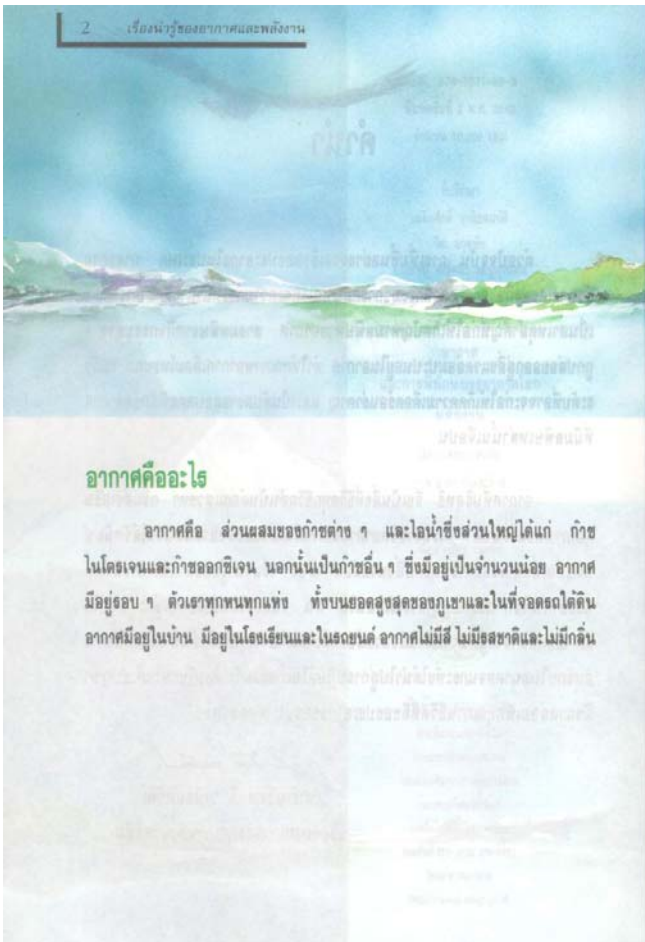 2 เรื่องน่ารู้ของอากาศและพลังงาน
อากาศคืออะไร
อากาศคือ ส่วนผสมของก๊าซต่าง ๆ และไอน้ำซึ่งส่วนใหญ่ได้แก่ ก๊าซ
ไนโตรเจนและก๊าซออกซิเจน นอกนั้นเป็นก๊าซอื่น ๆ ซึ่งมีอยู่เป็นจำนวนน้อย อากาศ
มีอยู่รอบ ๆ ตัวเราทุกหนทุกแห่ง ทั้งบนยอดสูงสุดของภูเขาและในที่จอดรถใต้ดิน
อากาศมีอยู่ในบ้าน มีอยู่ในโรงเรียนและในรถยนต์ อากาศไม่มีสี ไม่มีรสชาติและไม่มีกลิ่น